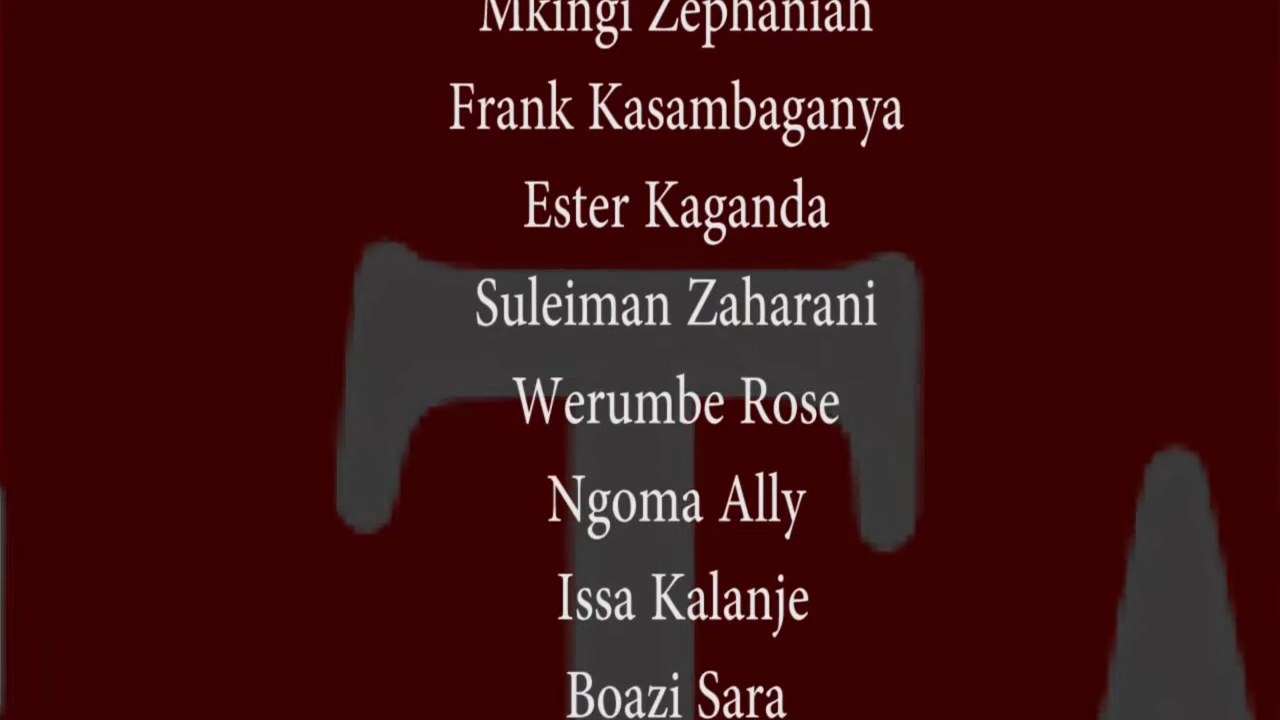 Mkingi Zephaniah
Frank Kasambaganya
Ester Kaganda
Suleiman Zaharani
Werumbe Rose
Ngoma Ally
Issa Kalanje
Boazi Sara
T